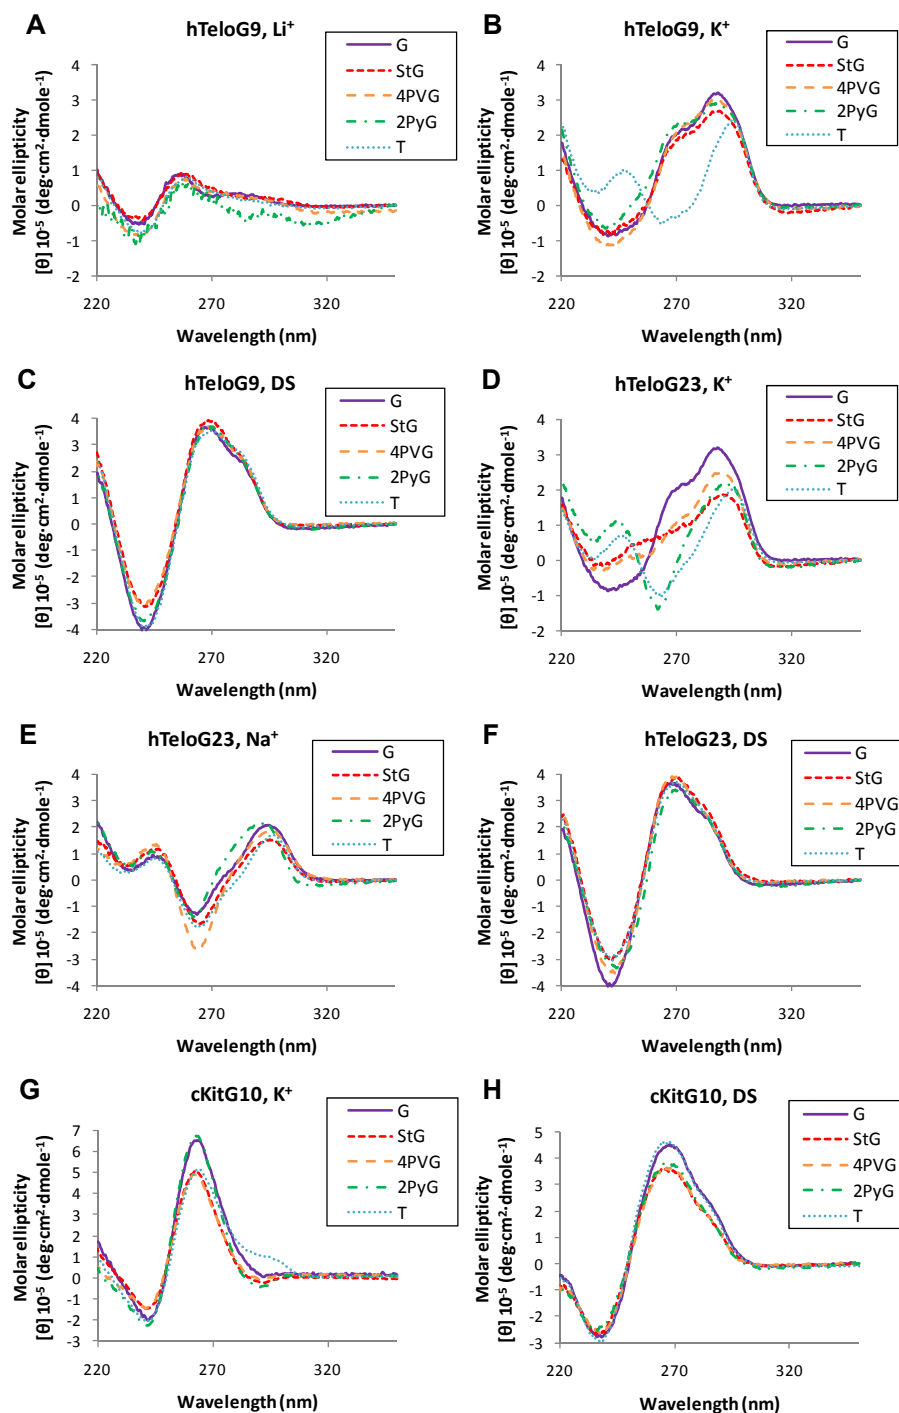 A
hTeloG9, Li⁺
Molar ellipticity
[θ] 10⁻⁵ (deg·cm²·dmole⁻¹)
4
3
2
1
0
-1
-2
220
270
320
Wavelength (nm)
G
StG
4PVG
2PyG
T
B
hTeloG9, K⁺
Molar ellipticity
[θ] 10⁻⁵ (deg·cm²·dmole⁻¹)
4
3
2
1
0
-1
-2
220
270
320
Wavelength (nm)
G
StG
4PVG
2PyG
T
C
hTeloG9, DS
Molar ellipticity
[θ] 10⁻⁵ (deg·cm²·dmole⁻¹)
4
3
2
1
0
-1
-2
-3
-4
220
270
320
Wavelength (nm)
G
StG
4PVG
2PyG
T
D
hTeloG23, K⁺
Molar ellipticity
[θ] 10⁻⁵ (deg·cm²·dmole⁻¹)
4
3
2
1
0
-1
-2
220
270
320
Wavelength (nm)
G
StG
4PVG
2PyG
T
E
hTeloG23, Na⁺
Molar ellipticity
[θ] 10⁻⁵ (deg·cm²·dmole⁻¹)
4
3
2
1
0
-1
-2
-3
-4
220
270
320
Wavelength (nm)
G
StG
4PVG
2PyG
T
F
hTeloG23, DS
Molar ellipticity
[θ] 10⁻⁵ (deg·cm²·dmole⁻¹)
4
3
2
1
0
-1
-2
-3
-4
220
270
320
Wavelength (nm)
G
StG
4PVG
2PyG
T
G
cKitG10, K⁺
Molar ellipticity
[θ] 10⁻⁵ (deg·cm²·dmole⁻¹)
7
6
5
4
3
2
1
0
-1
-2
-3
220
270
320
Wavelength (nm)
G
StG
4PVG
2PyG
T
H
cKitG10, DS
Molar ellipticity
[θ] 10⁻⁵ (deg·cm²·dmole⁻¹)
5
4
3
2
1
0
-1
-2
-3
220
270
320
Wavelength (nm)
G
StG
4PVG
2PyG
T